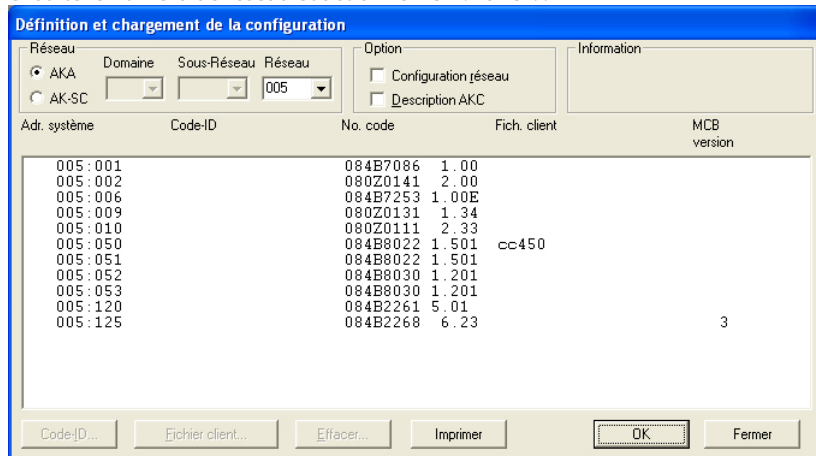 Définition et chargement de la configuration
Réseau
Option
Information
AKA
Domaine Sous-Réseau Réseau
AK-SC
005
Configuration réseau
Description AKC
Adr. système Code-ID No. code Fich. client MCB version
005:001 084B7086 1.00
005:002 080Z0141 2.00
005:006 084B7253 1.00E
005:009 080Z0131 1.34
005:010 080Z0111 2.33
005:050 084B8022 1.501 cc450
005:051 084B8022 1.501
005:052 084B8030 1.201
005:053 084B8030 1.201
005:120 084B2261 5.01
005:125 084B2268 6.23 3
Code-ID... Fichier client... Effacer... Imprimer OK Fermer